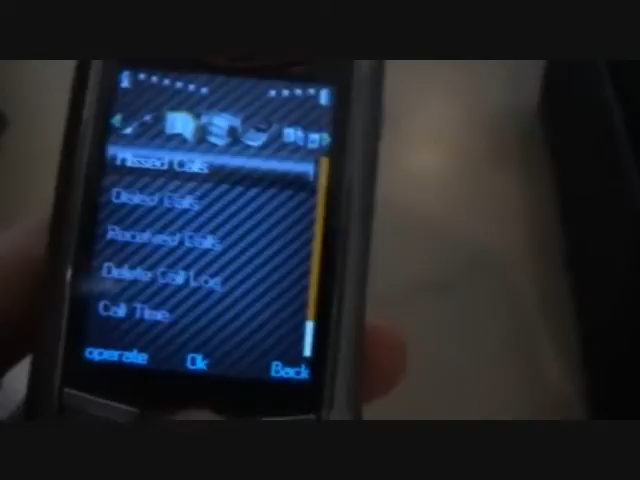 Missed Calls
Dialed Calls
Received Calls
Delete Call Log
Call Time
operate Ok Back